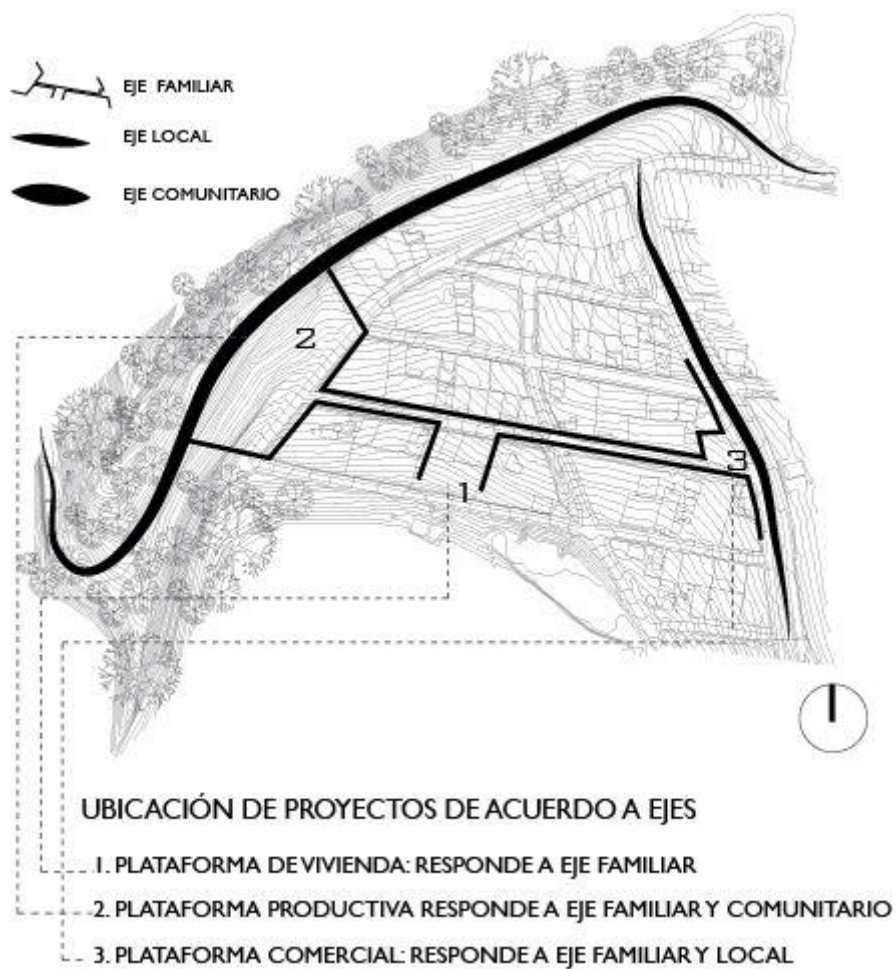 EJE FAMILIAR
EJE LOCAL
EJE COMUNITARIO
2
3
1
UBICACIÓN DE PROYECTOS DE ACUERDO A EJES
1. PLATAFORMA DE VIVIENDA: RESPONDE A EJE FAMILIAR
2. PLATAFORMA PRODUCTIVA RESPONDE A EJE FAMILIAR Y COMUNITARIO
3. PLATAFORMA COMERCIAL: RESPONDE A EJE FAMILIAR Y LOCAL